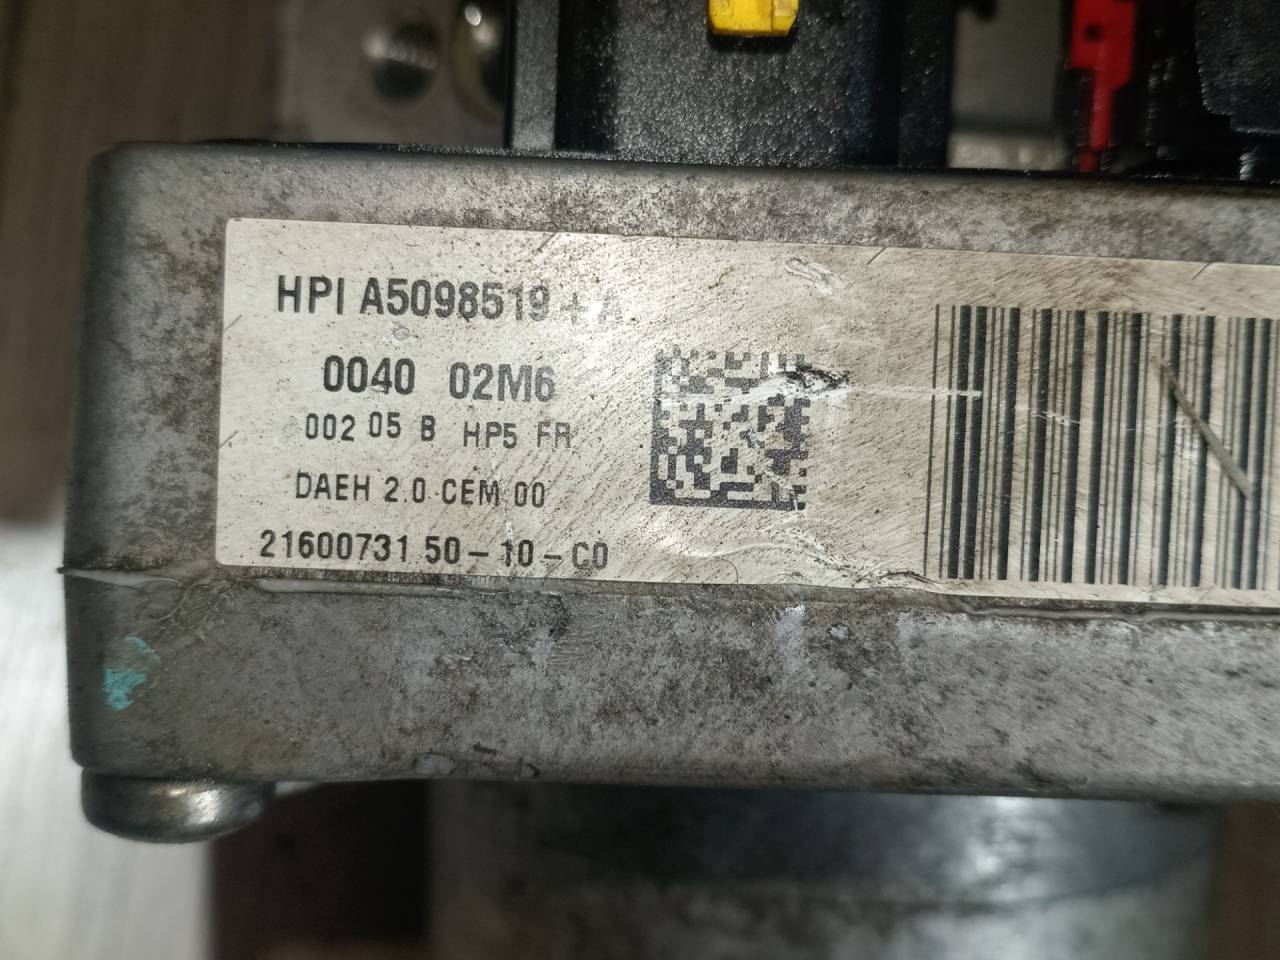 HPI A5098519 + A
0040 02M6
002 05 B HP5 FR
DAEH 2.0 CEM 00
21600731 50-10-C0